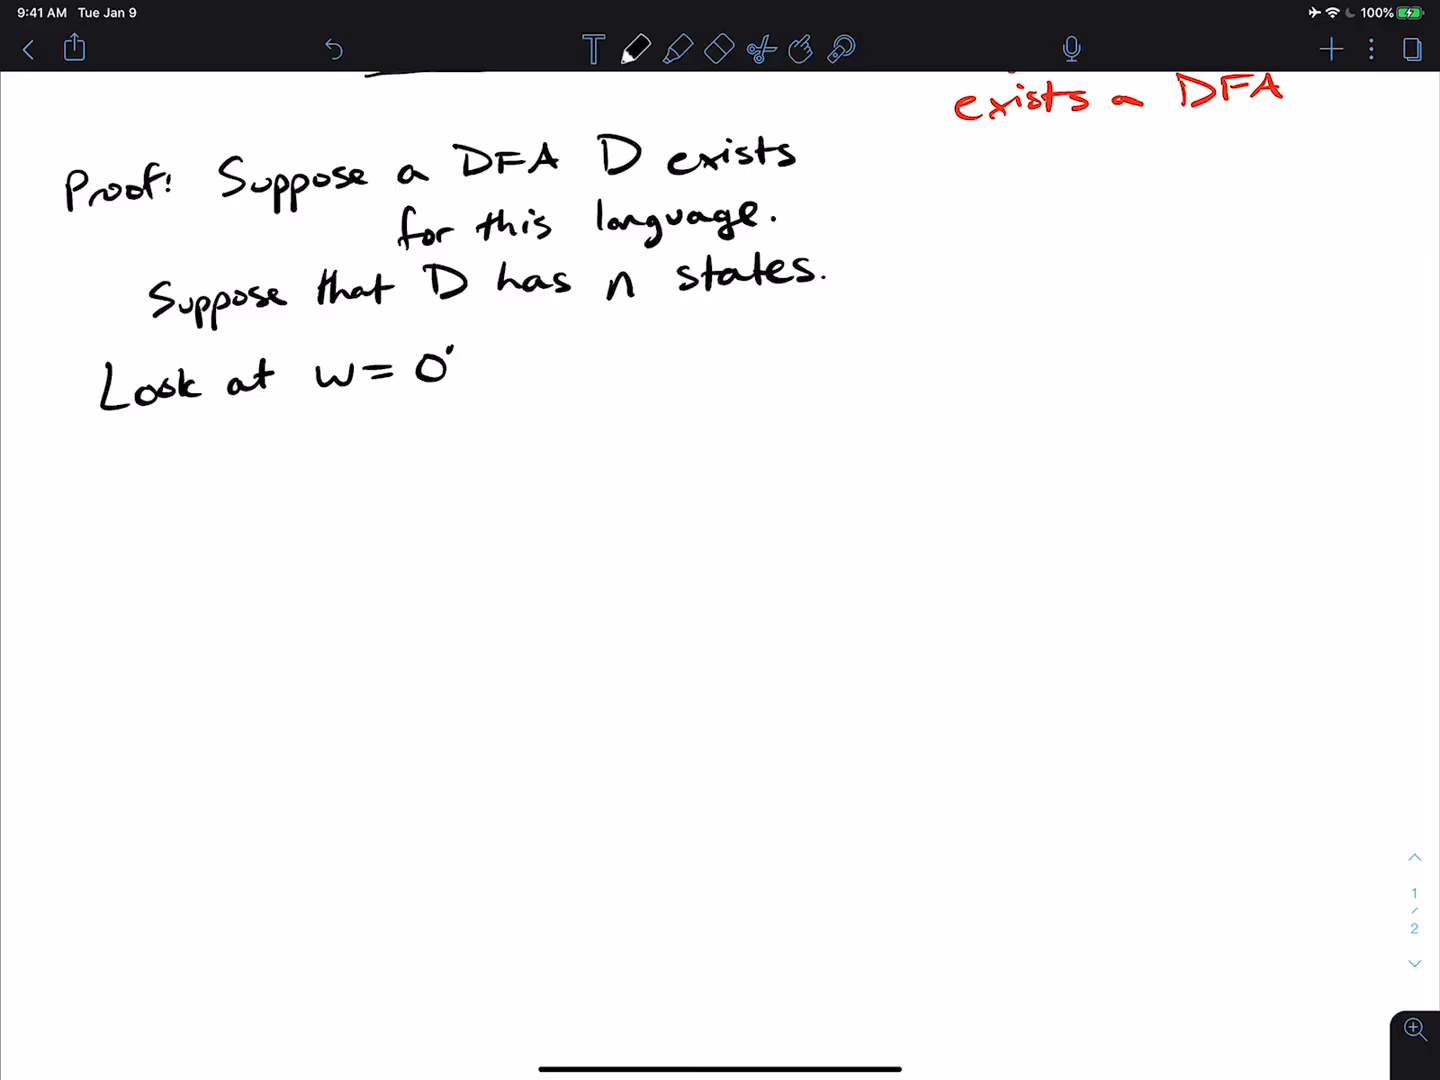 9:41 AM Tue Jan 9
100%
T
exists a DFA
Proof: Suppose a DFA D exists
for this language.
Suppose that D has n states.
Look at w = 0'
1
/
2